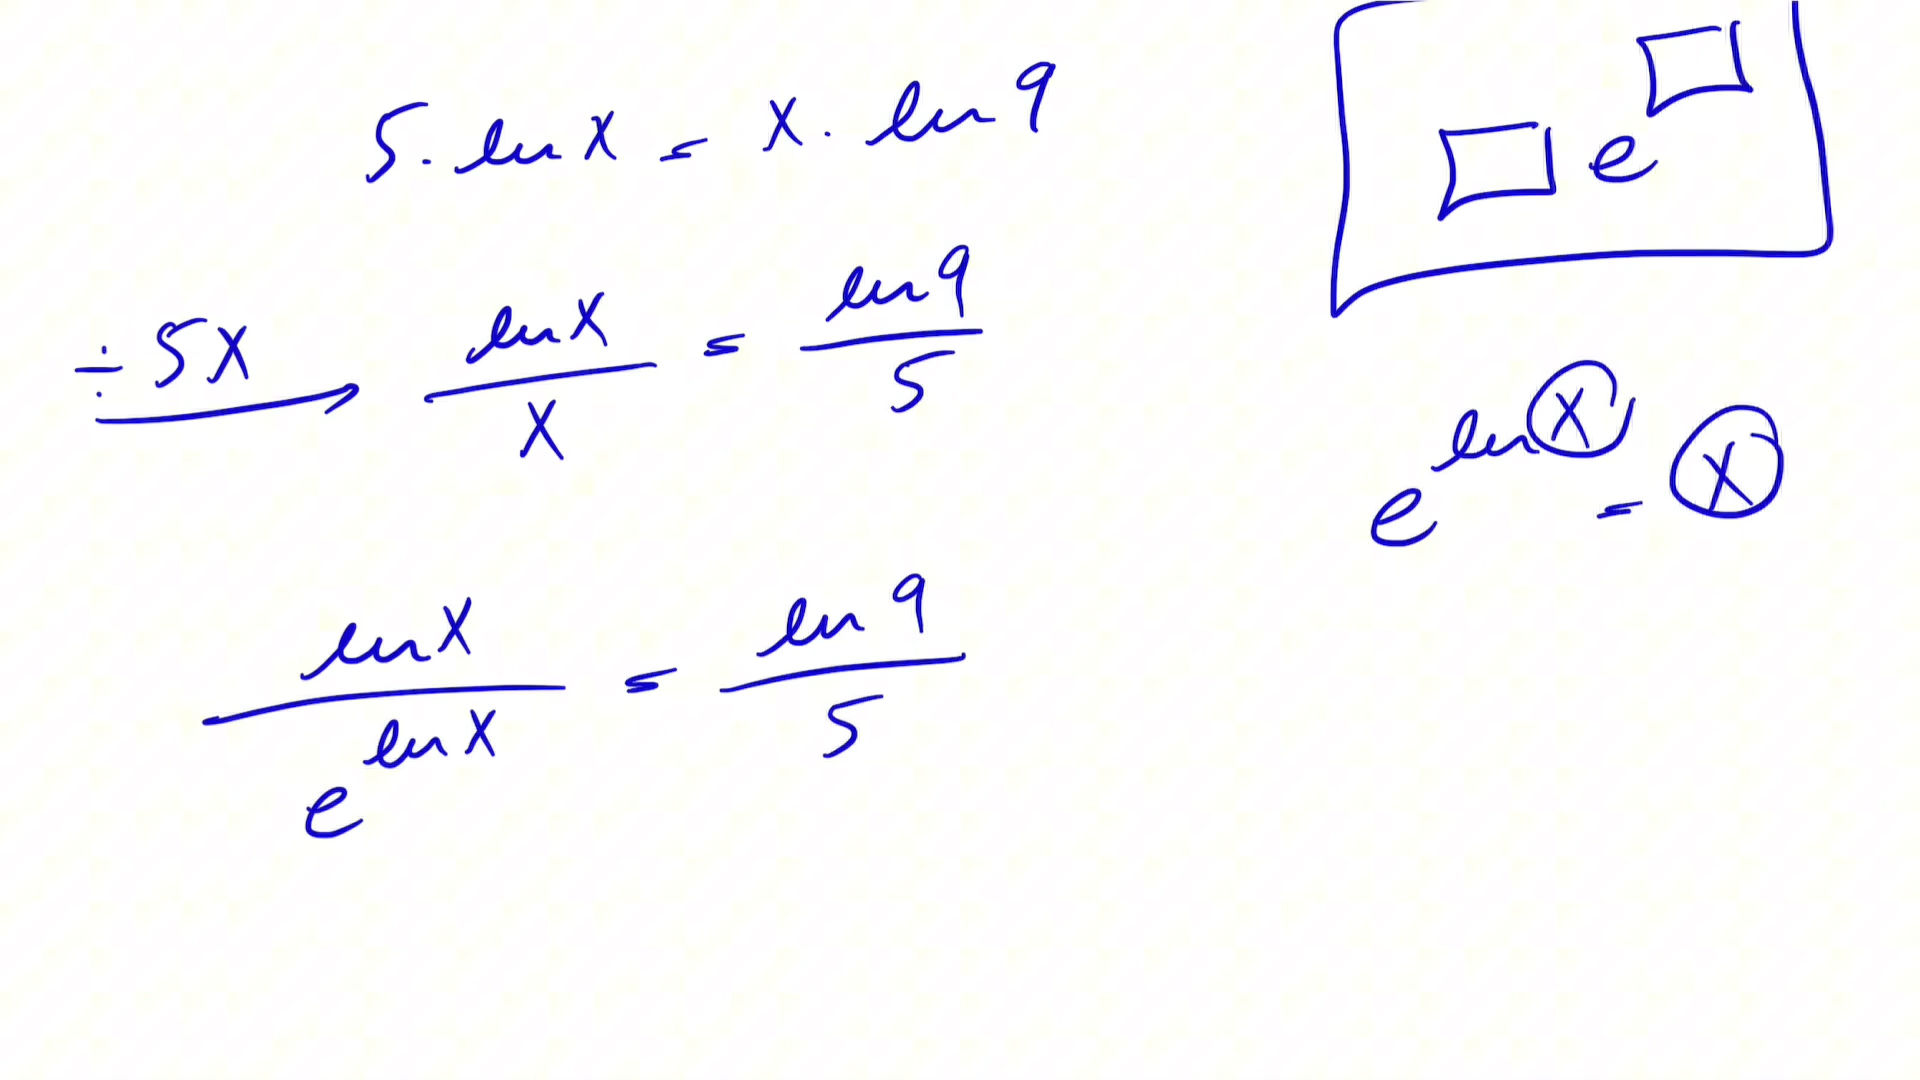 5 · ln x = x · ln 9
□ e^□
÷ 5x → ln x / x = ln 9 / 5
e^(ln x) = x
ln x / e^(ln x) = ln 9 / 5